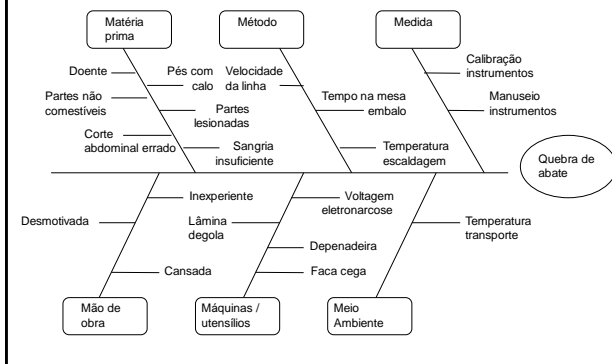 Matéria
prima
Método
Medida
Doente
Pés com
calo
Velocidade
da linha
Calibração
instrumentos
Partes não
comestíveis
Partes
lesionadas
Tempo na mesa
embalo
Manuseio
instrumentos
Corte
abdominal errado
Sangria
insuficiente
Temperatura
escaldagem
Quebra de
abate
Inexperiente
Voltagem
eletronarcose
Desmotivada
Lâmina
degola
Temperatura
transporte
Depenadeira
Cansada
Faca cega
Mão de
obra
Máquinas /
utensílios
Meio
Ambiente